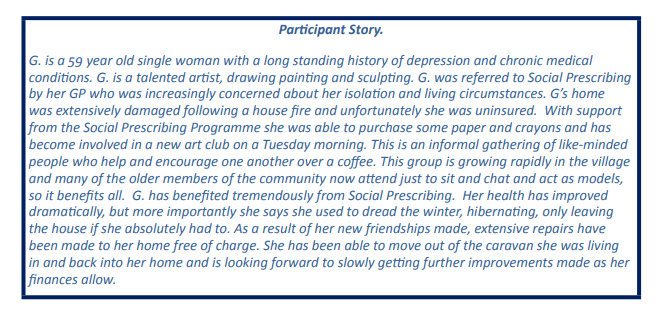 Participant Story.
G. is a 59 year old single woman with a long standing history of depression and chronic medical
conditions. G. is a talented artist, drawing painting and sculpting. G. was referred to Social Prescribing
by her GP who was increasingly concerned about her isolation and living circumstances. G's home
was extensively damaged following a house fire and unfortunately she was uninsured.  With support
from the Social Prescribing Programme she was able to purchase some paper and crayons and has
become involved in a new art club on a Tuesday morning. This is an informal gathering of like-minded
people who help and encourage one another over a coffee. This group is growing rapidly in the village
and many of the older members of the community now attend just to sit and chat and act as models,
so it benefits all.  G. has benefited tremendously from Social Prescribing.  Her health has improved
dramatically, but more importantly she says she used to dread the winter, hibernating, only leaving
the house if she absolutely had to. As a result of her new friendships made, extensive repairs have
been made to her home free of charge. She has been able to move out of the caravan she was living
in and back into her home and is looking forward to slowly getting further improvements made as her
finances allow.